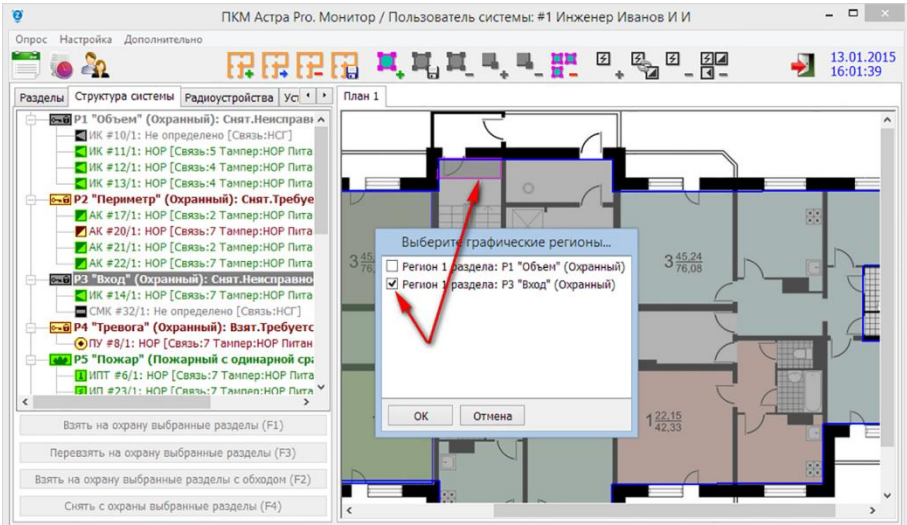 ПКМ Астра Pro. Монитор / Пользователь системы: #1 Инженер Иванов И И
Опрос Настройка Дополнительно
13.01.2015
16:01:39
Разделы Структура системы Радиоустройства Уст
План 1
P1 "Объем" (Охранный): Снят.Неисправн
ИК #10/1: Не определено [Связь:НСГ]
ИК #11/1: НОР [Связь:5 Тампер:НОР Пита
ИК #12/1: НОР [Связь:4 Тампер:НОР Пита
ИК #13/1: НОР [Связь:4 Тампер:НОР Пита
P2 "Периметр" (Охранный): Снят.Требуе
АК #17/1: НОР [Связь:2 Тампер:НОР Пита
АК #20/1: НОР [Связь:7 Тампер:НОР Пита
АК #21/1: НОР [Связь:2 Тампер:НОР Пита
АК #22/1: НОР [Связь:7 Тампер:НОР Пита
P3 "Вход" (Охранный): Снят.Неисправно
ИК #14/1: НОР [Связь:7 Тампер:НОР Пита
СМК #32/1: Не определено [Связь:НСГ]
P4 "Тревога" (Охранный): Взят.Требуетс
ПУ #8/1: НОР [Связь:7 Тампер:НОР Питан
P5 "Пожар" (Пожарный с одинарной сра
ИПТ #6/1: НОР [Связь:7 Тампер:НОР Пита
ИП #23/1: НОР [Связь:7 Тампер:НОР Пита
Взять на охрану выбранные разделы (F1)
Перевзять на охрану выбранные разделы (F3)
Взять на охрану выбранные разделы с обходом (F2)
Снять с охраны выбранные разделы (F4)
Выберите графические регионы...
Регион 1 раздела: P1 "Объем" (Охранный)
Регион 1 раздела: P3 "Вход" (Охранный)
ОК Отмена
3 45,24
76,08
1 22,15
42,33